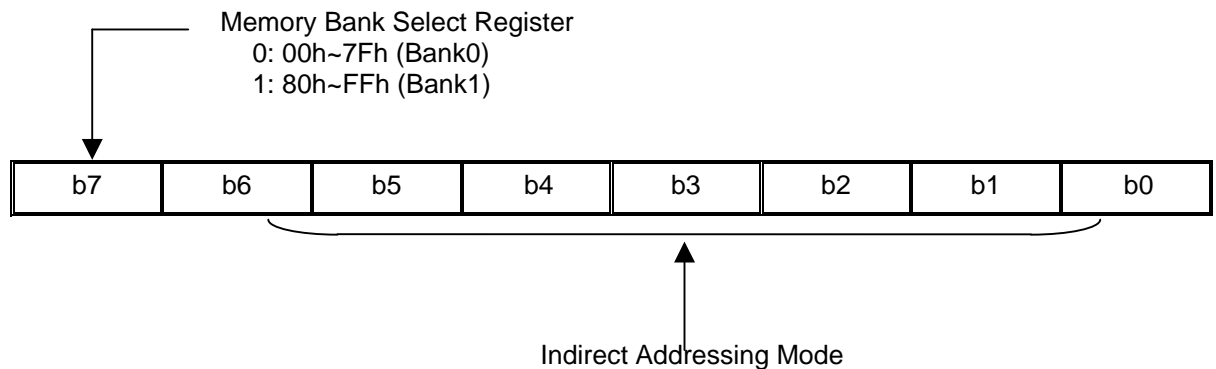 Memory Bank Select Register
0: 00h~7Fh (Bank0)
1: 80h~FFh (Bank1)
b7 b6 b5 b4 b3 b2 b1 b0
Indirect Addressing Mode